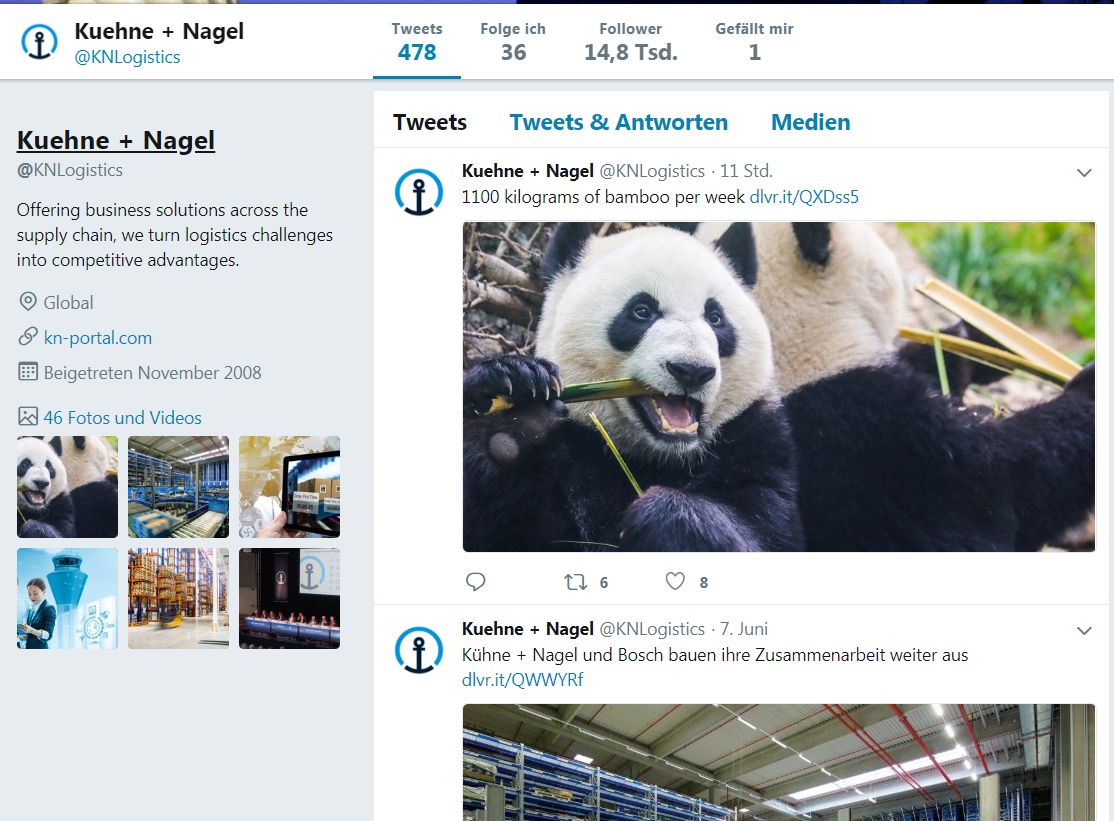 Kuehne + Nagel
@KNLogistics
Tweets
478
Folge ich
36
Follower
14,8 Tsd.
Gefällt mir
1
Kuehne + Nagel
@KNLogistics
Offering business solutions across the
supply chain, we turn logistics challenges
into competitive advantages.
Global
kn-portal.com
Beigetreten November 2008
46 Fotos und Videos
Tweets Tweets & Antworten Medien
Kuehne + Nagel @KNLogistics · 11 Std.
1100 kilograms of bamboo per week dlvr.it/QXDss5
6 8
Kuehne + Nagel @KNLogistics · 7. Juni
Kühne + Nagel und Bosch bauen ihre Zusammenarbeit weiter aus
dlvr.it/QWWYRf